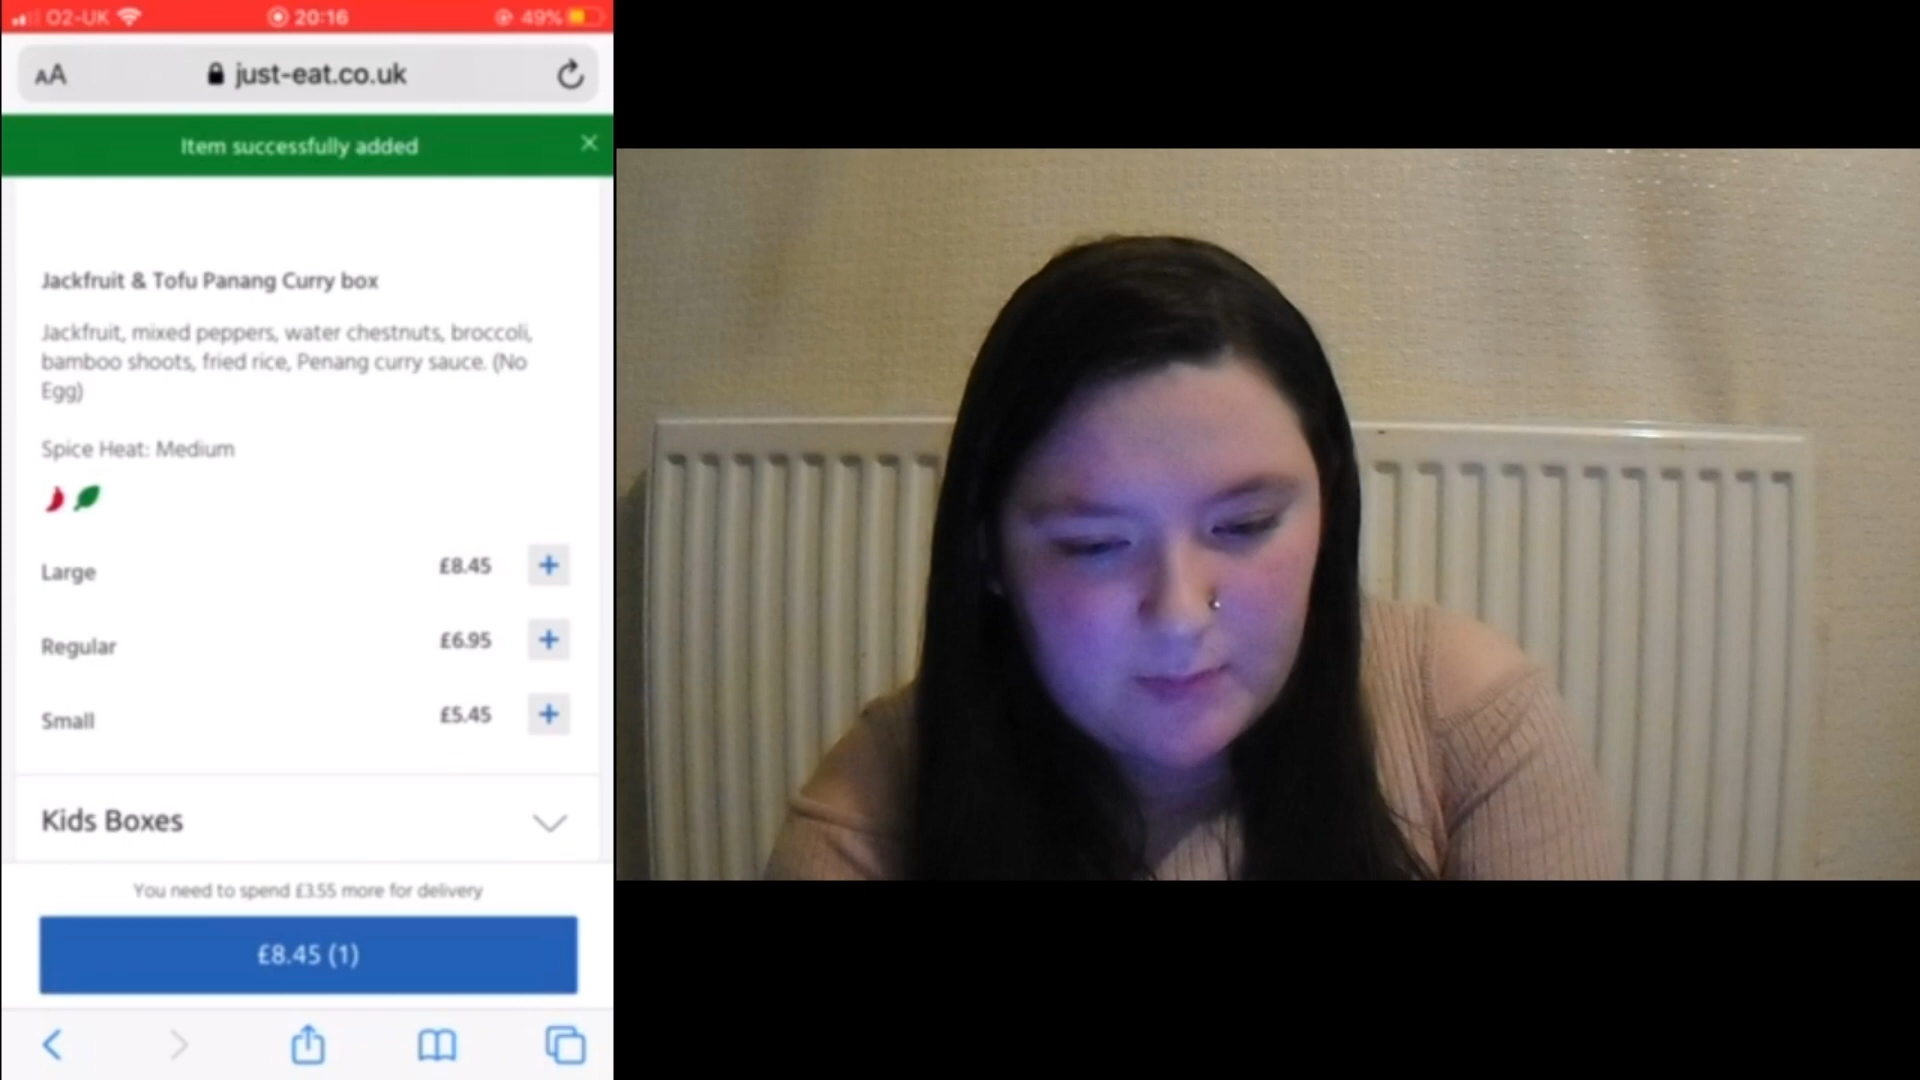 O2-UK 20:16 49%
AA just-eat.co.uk
Item successfully added
Jackfruit & Tofu Panang Curry box
Jackfruit, mixed peppers, water chestnuts, broccoli,
bamboo shoots, fried rice, Penang curry sauce. (No
Egg)
Spice Heat: Medium
Large £8.45
Regular £6.95
Small £5.45
Kids Boxes
You need to spend £3.55 more for delivery
£8.45 (1)